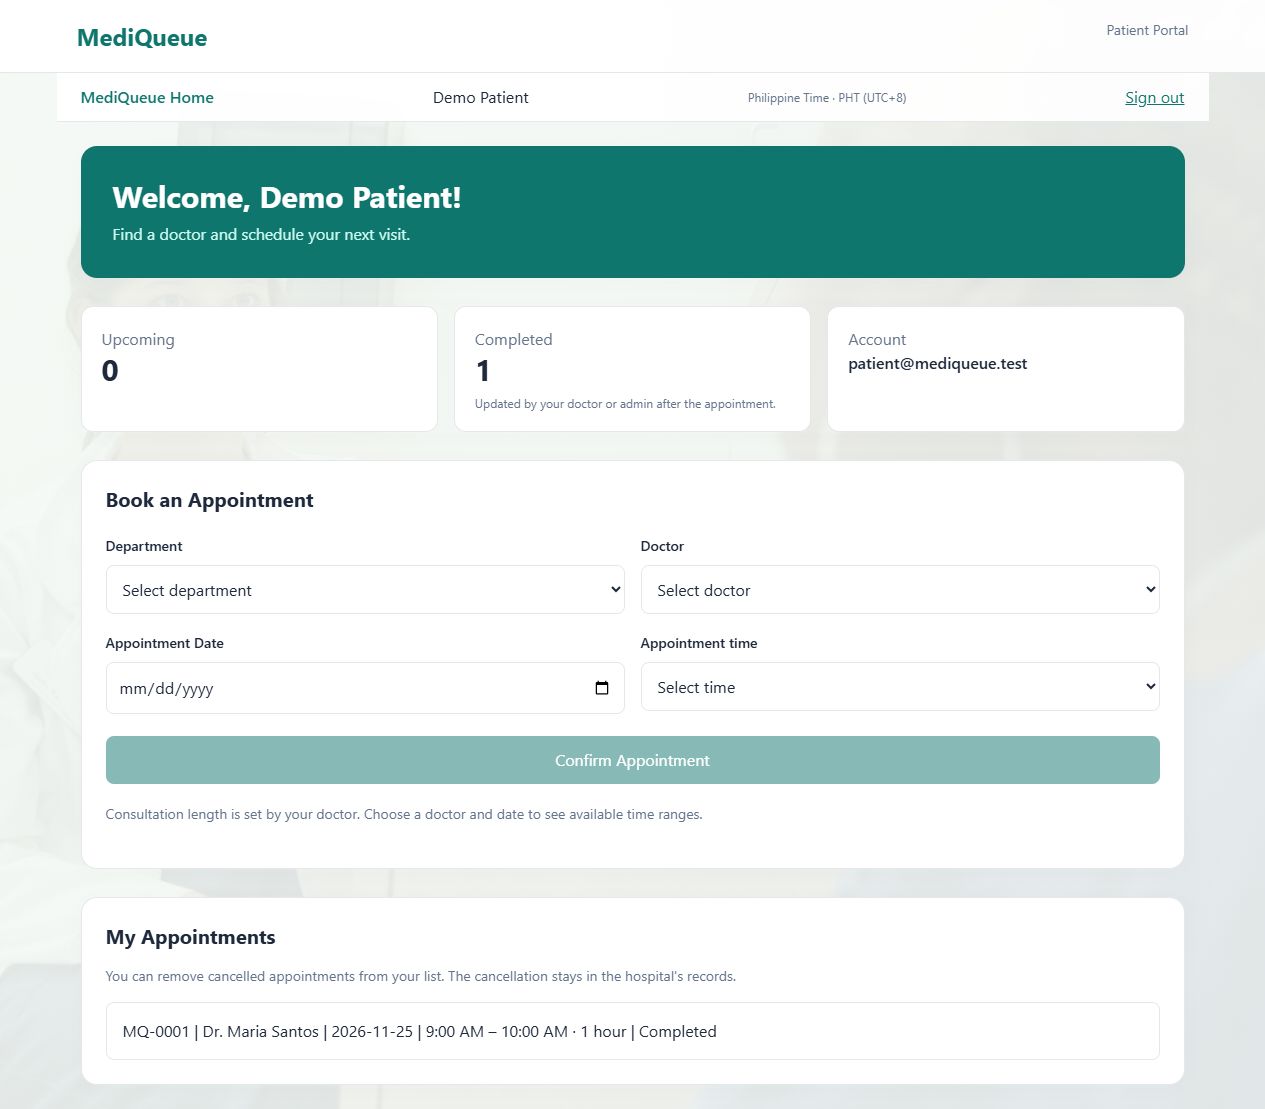 MediQueue
Patient Portal
MediQueue Home
Demo Patient
Philippine Time · PHT (UTC+8)
Sign out
Welcome, Demo Patient!
Find a doctor and schedule your next visit.
Upcoming
0
Completed
1
Updated by your doctor or admin after the appointment.
Account
patient@mediqueue.test
Book an Appointment
Department
Select department
Doctor
Select doctor
Appointment Date
mm/dd/yyyy
Appointment time
Select time
Confirm Appointment
Consultation length is set by your doctor. Choose a doctor and date to see available time ranges.
My Appointments
You can remove cancelled appointments from your list. The cancellation stays in the hospital's records.
MQ-0001 | Dr. Maria Santos | 2026-11-25 | 9:00 AM – 10:00 AM · 1 hour | Completed